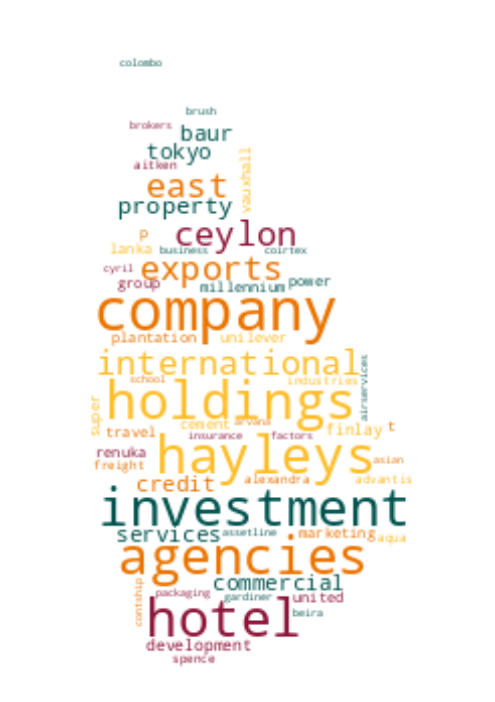 colombo
brush
brokers
baur
tokyo
aitken
vauxhall
east
property
p
ceylon
lanka
business
coirtex
cyril
exports
group
millennium
power
company
plantation
unilever
international
airservices
school
industries
holdings
super
cement
arvana
travel
insurance
factors
finlay
t
renuka
hayleys
freight
asian
credit
alexandra
advantis
investment
services
assetline
marketing
aqua
agencies
commercial
contship
packaging
gardiner
united
hotel
beira
development
spence